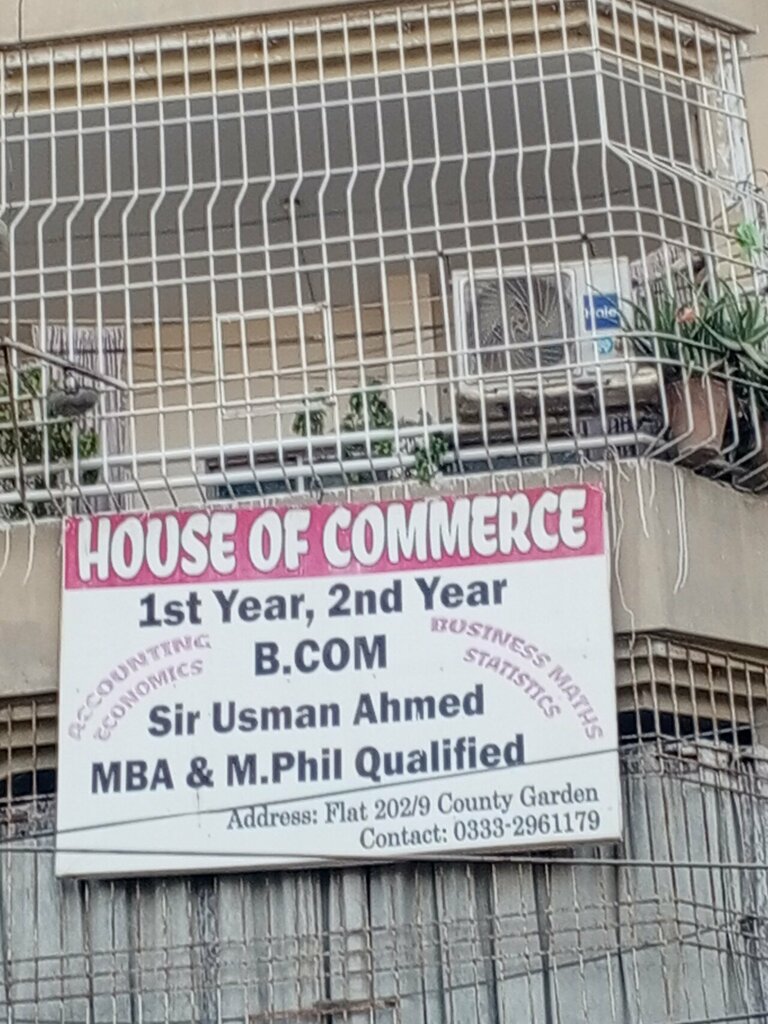 Haie
HOUSE OF COMMERCE
1st Year, 2nd Year
B.COM
ACCOUNTING
ECONOMICS
BUSINESS MATHS
STATISTICS
Sir Usman Ahmed
MBA & M.Phil Qualified
Address: Flat 202/9 County Garden
Contact: 0333-2961179